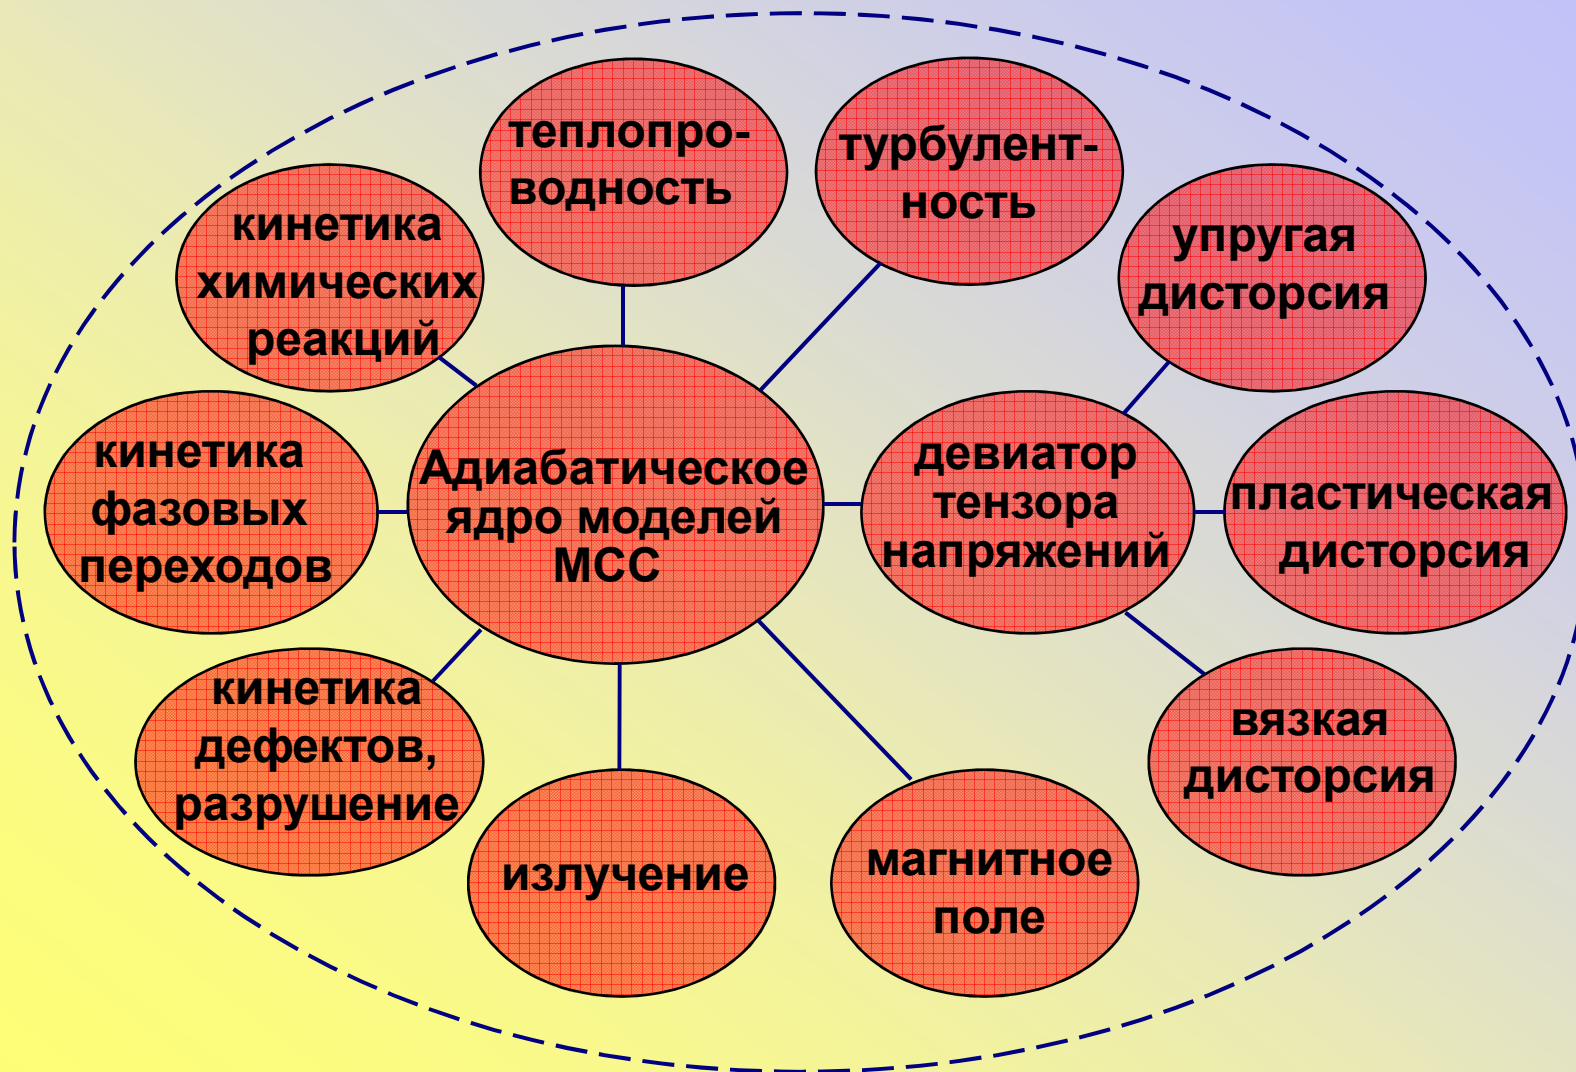 теплопро-
водность
турбулент-
ность
кинетика
химических
реакций
упругая
дисторсия
кинетика
фазовых
переходов
Адиабатическое
ядро моделей
МСС
девиатор
тензора
напряжений
пластическая
дисторсия
кинетика
дефектов,
разрушение
вязкая
дисторсия
излучение
магнитное
поле